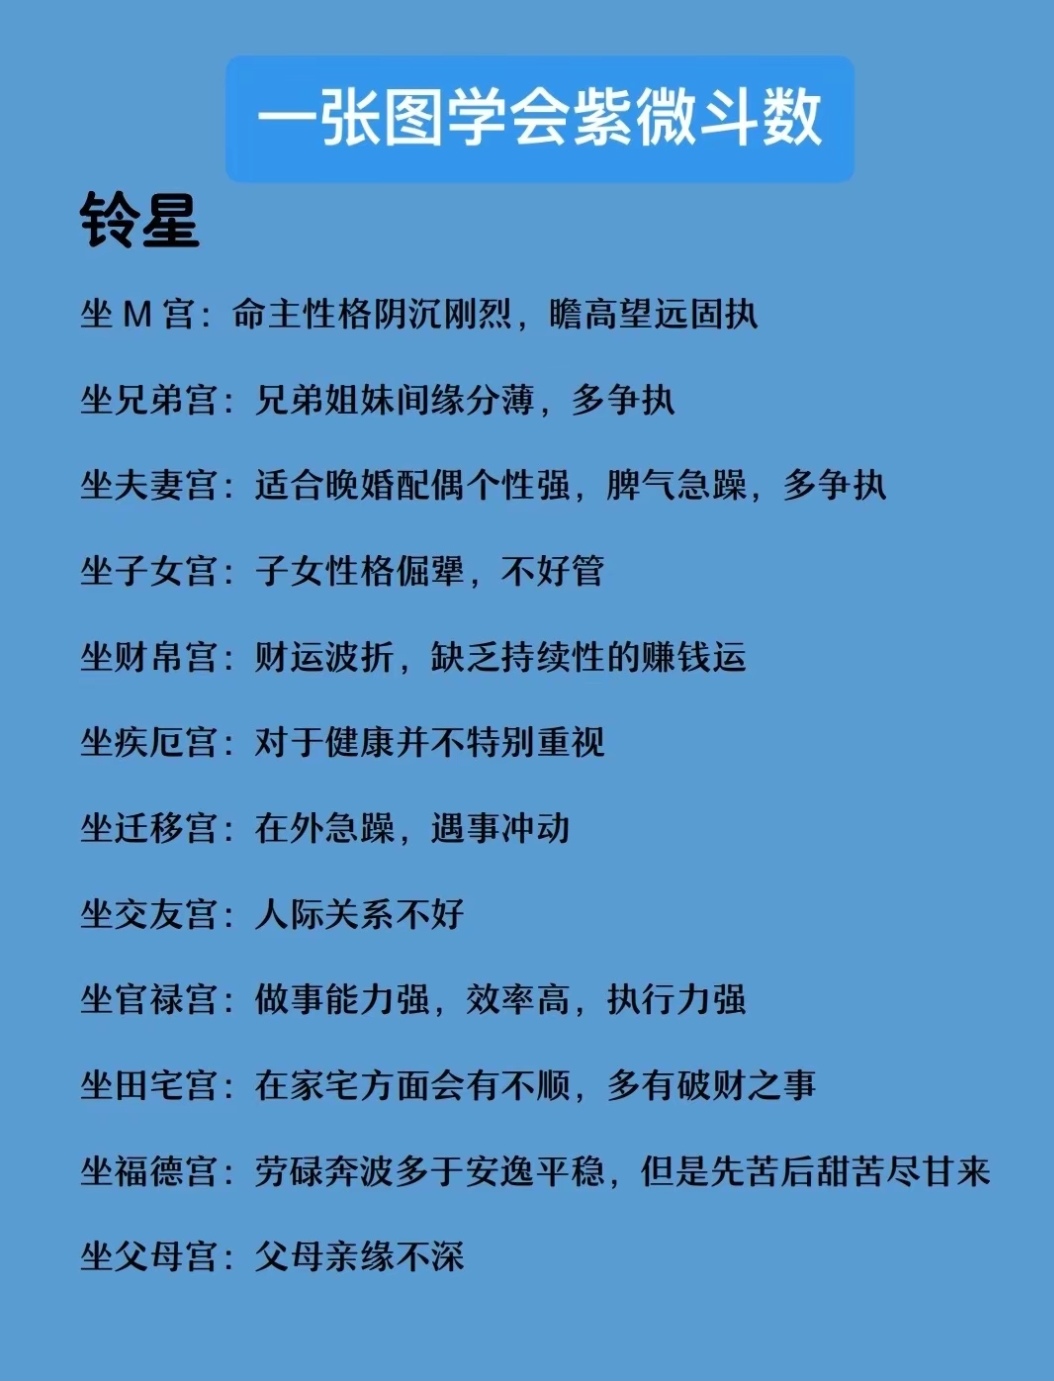 一张图学会紫微斗数
铃星
坐 M 宫：命主性格阴沉刚烈，瞻高望远固执
坐兄弟宫：兄弟姐妹间缘分薄，多争执
坐夫妻宫：适合晚婚配偶个性强，脾气急躁，多争执
坐子女宫：子女性格倔犟，不好管
坐财帛宫：财运波折，缺乏持续性的赚钱运
坐疾厄宫：对于健康并不特别重视
坐迁移宫：在外急躁，遇事冲动
坐交友宫：人际关系不好
坐官禄宫：做事能力强，效率高，执行力强
坐田宅宫：在家宅方面会有不顺，多有破财之事
坐福德宫：劳碌奔波多于安逸平稳，但是先苦后甜苦尽甘来
坐父母宫：父母亲缘不深